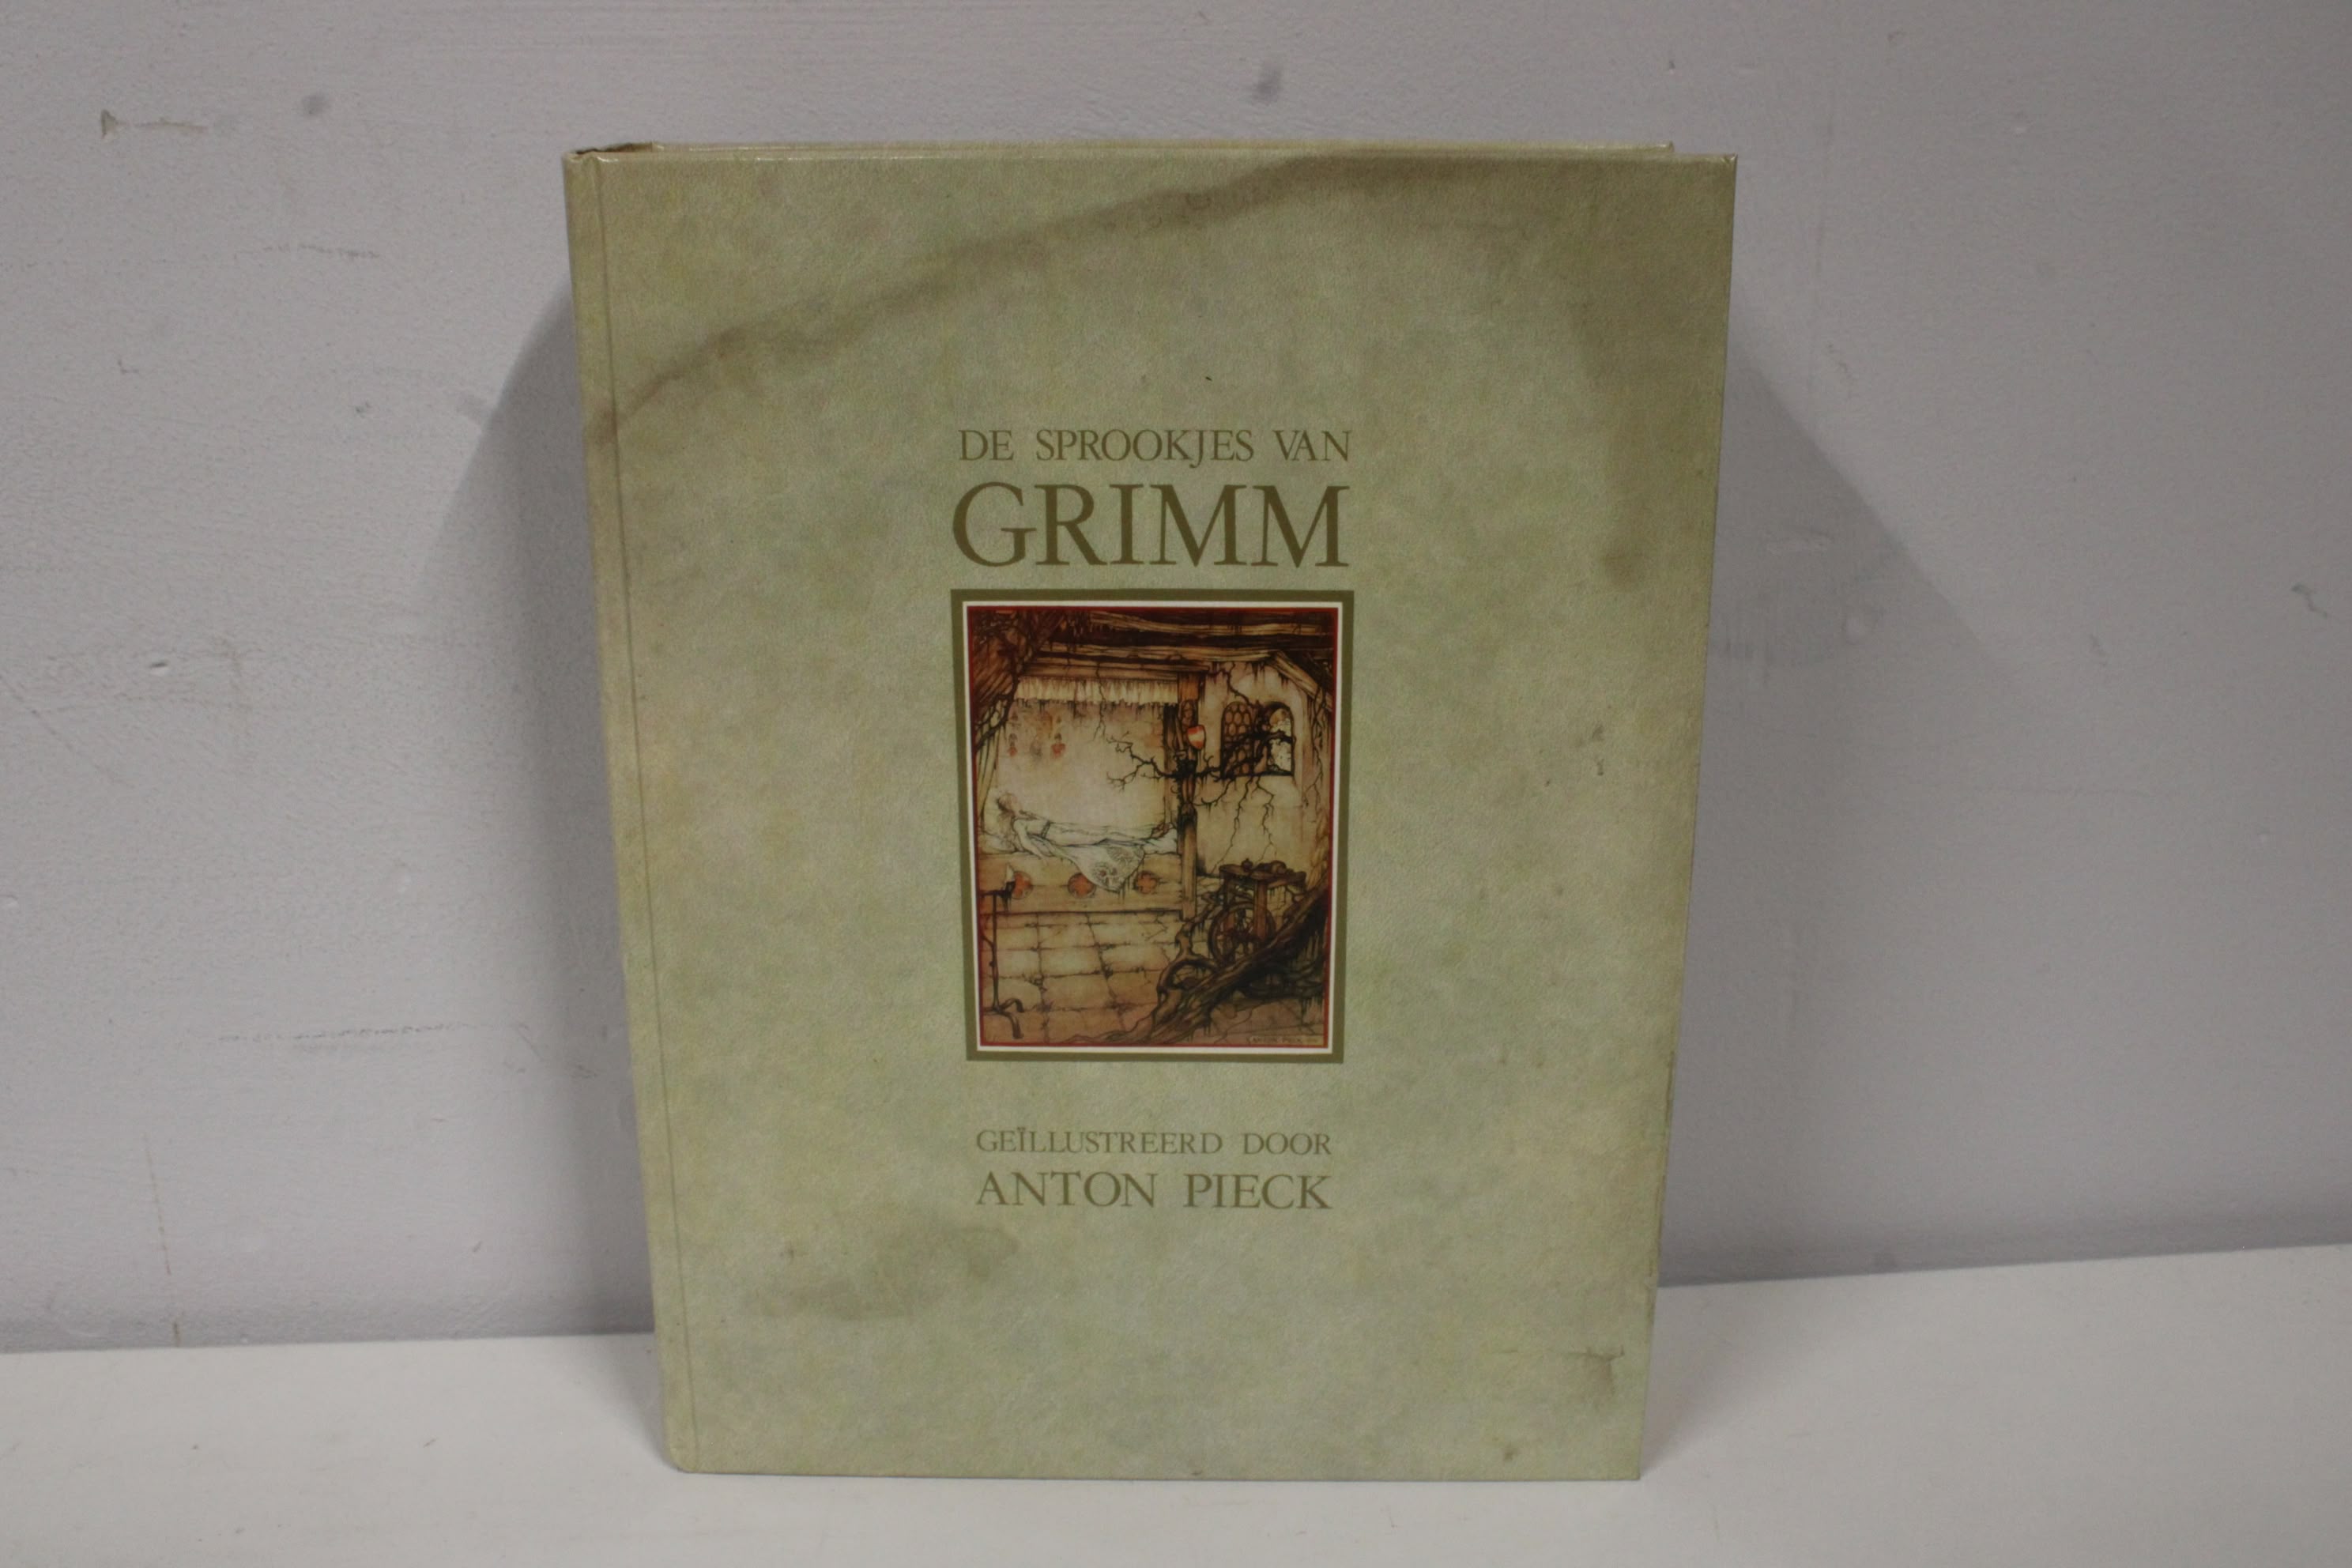 DE SPROOKJES VAN
GRIMM
GEÏLLUSTREERD DOOR
ANTON PIECK